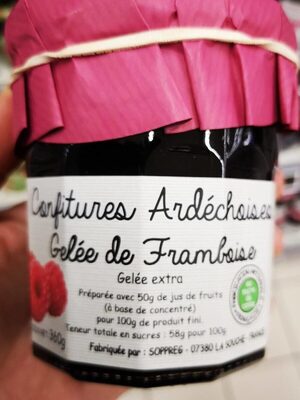 Confitures Ardéchoises
Gelée de Framboise
Gelée extra
Préparée avec 50g de jus de fruits
(à base de concentré)
pour 100g de produit fini.
Teneur totale en sucres : 58g pour 100g
360g
Fabriquée par : SOPPREG - 07380 LA SOUCHE - FRANCE